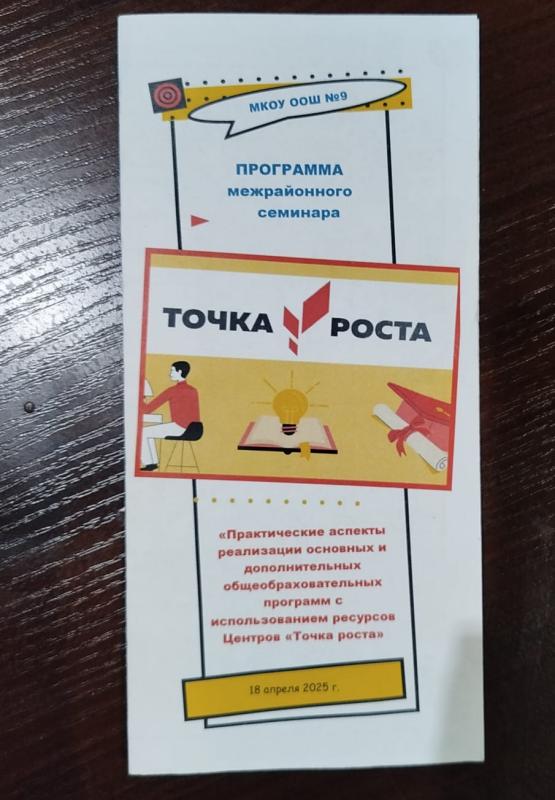 МКОУ ООШ №9
ПРОГРАММА
межрайонного
семинара
ТОЧКА РОСТА
«Практические аспекты
реализации основных и
дополнительных
общеобраховательных
программ с
использованием ресурсов
Центров «Точка роста»
18 апреля 2025 г.